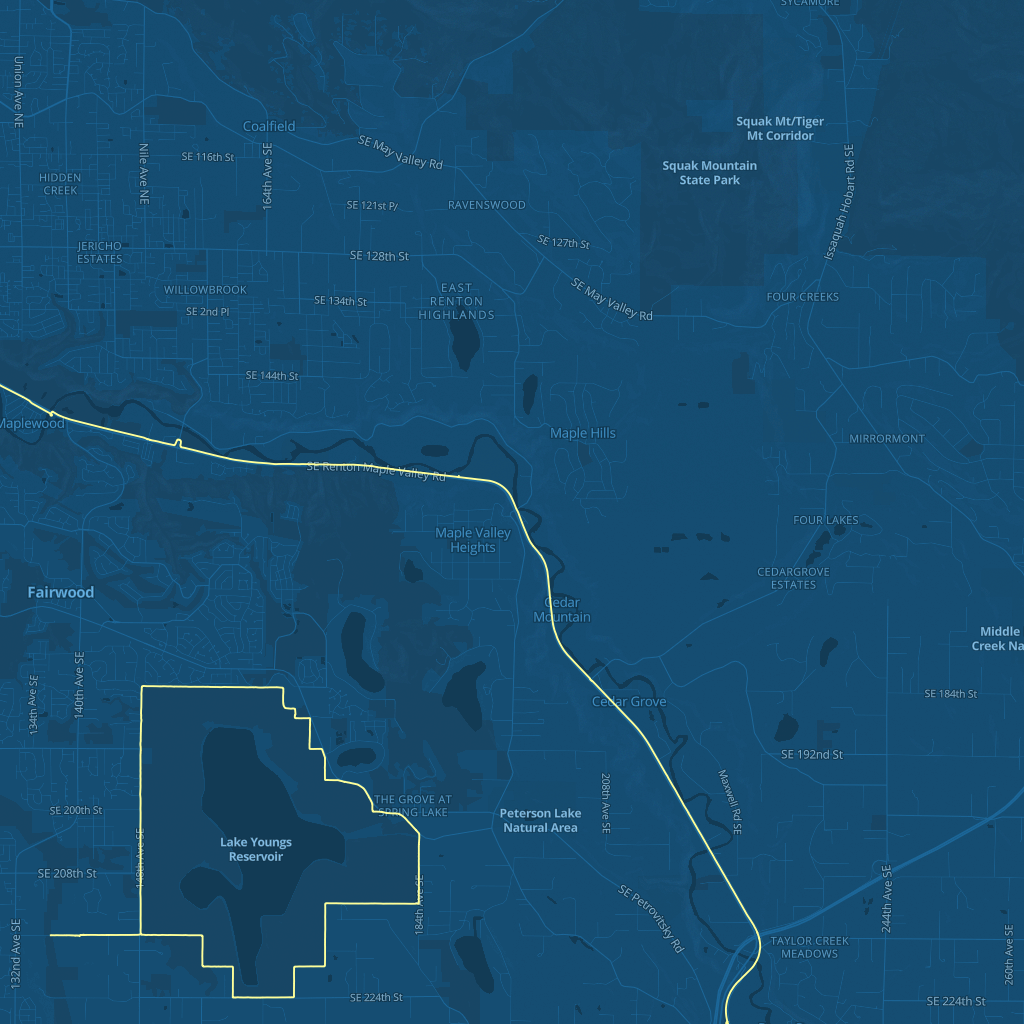 SYCAMORE
Union Ave NE
Coalfield
Squak Mt/Tiger
Mt Corridor
SE May Valley Rd
Nile Ave NE
SE 116th St
164th Ave SE
Squak Mountain
State Park
HIDDEN
CREEK
Issaquah Hobart Rd SE
SE 121st Pl
RAVENSWOOD
JERICHO
ESTATES
SE 127th St
SE 128th St
WILLOWBROOK
SE 134th St
EAST
RENTON
HIGHLANDS
SE May Valley Rd
FOUR CREEKS
SE 2nd Pl
SE 144th St
Maplewood
Maple Hills
MIRRORMONT
SE Renton Maple Valley Rd
FOUR LAKES
Maple Valley
Heights
CEDARGROVE
ESTATES
Fairwood
Cedar
Mountain
Middle
Creek Na
134th Ave SE
140th Ave SE
Cedar Grove
SE 184th St
SE 192nd St
208th Ave SE
Maxwell Rd SE
THE GROVE AT
SPRING LAKE
SE 200th St
Peterson Lake
Natural Area
148th Ave SE
Lake Youngs
Reservoir
SE 208th St
184th Ave SE
SE Petrovitsky Rd
244th Ave SE
132nd Ave SE
TAYLOR CREEK
MEADOWS
260th Ave SE
SE 224th St
SE 224th St